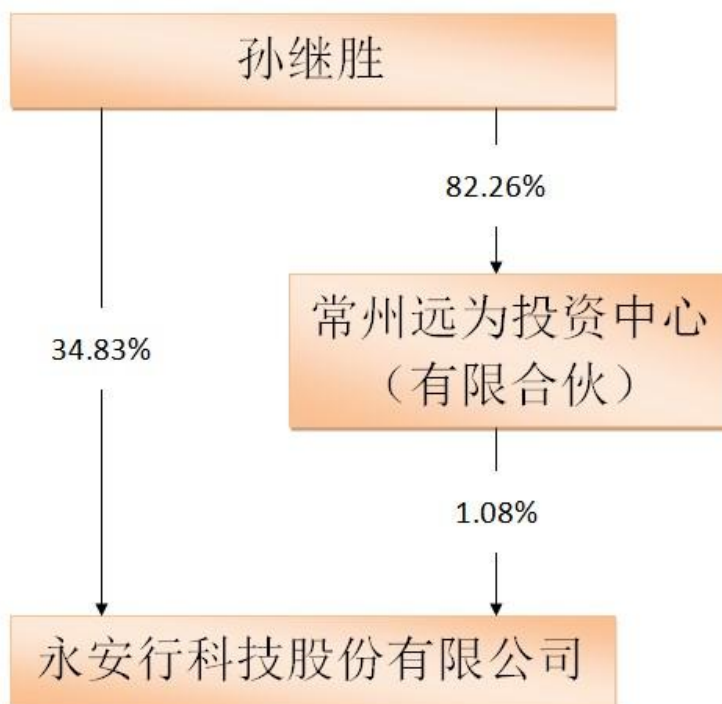 孙继胜
82.26%
常州远为投资中心
（有限合伙）
34.83%
1.08%
永安行科技股份有限公司